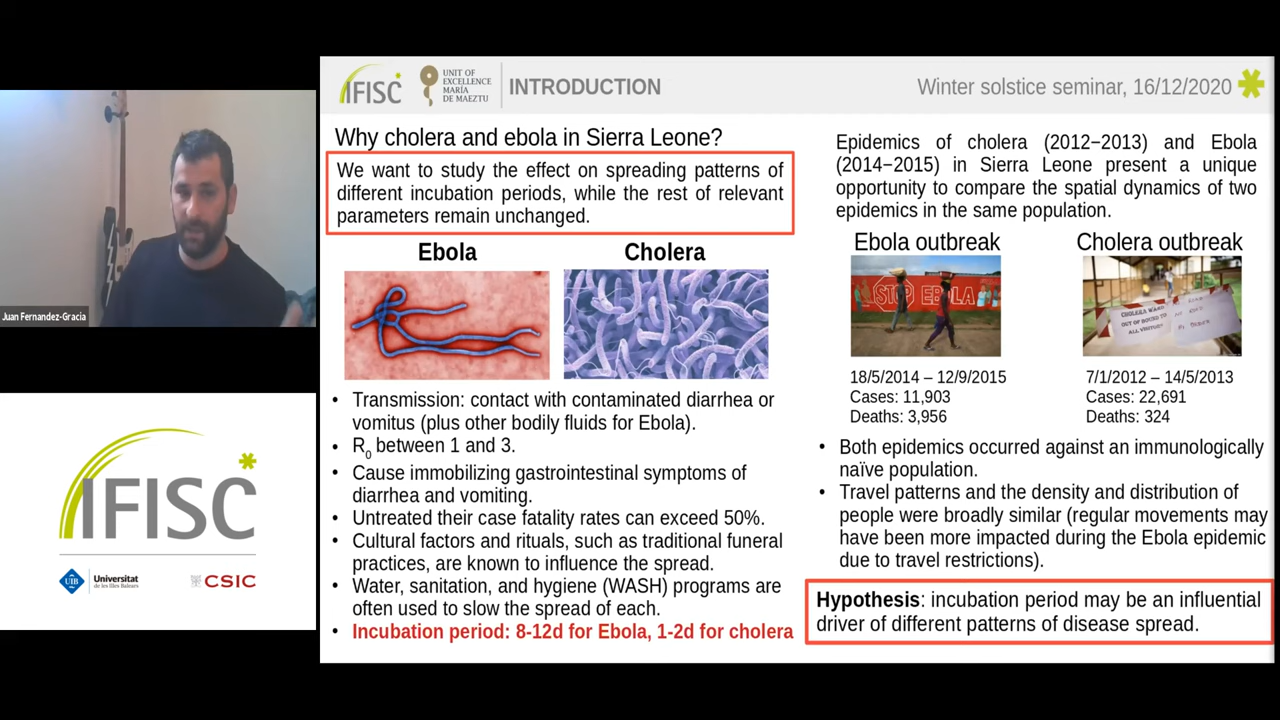 Juan Fernandez-Gracia
IFISC
UIB
Universitat
de les Illes Balears
CSIC
IFISC
UNIT OF
EXCELLENCE
MARÍA
DE MAEZTU
INTRODUCTION
Winter solstice seminar, 16/12/2020
Why cholera and ebola in Sierra Leone?
We want to study the effect on spreading patterns of
different incubation periods, while the rest of relevant
parameters remain unchanged.
Ebola
Cholera
• Transmission: contact with contaminated diarrhea or
vomitus (plus other bodily fluids for Ebola).
• R0 between 1 and 3.
• Cause immobilizing gastrointestinal symptoms of
diarrhea and vomiting.
• Untreated their case fatality rates can exceed 50%.
• Cultural factors and rituals, such as traditional funeral
practices, are known to influence the spread.
• Water, sanitation, and hygiene (WASH) programs are
often used to slow the spread of each.
• Incubation period: 8-12d for Ebola, 1-2d for cholera
Epidemics of cholera (2012−2013) and Ebola
(2014−2015) in Sierra Leone present a unique
opportunity to compare the spatial dynamics of two
epidemics in the same population.
Ebola outbreak
Cholera outbreak
STOP EBOLA
CHOLERA WARD
OUT OF BOUND TO
ALL VISITORS
18/5/2014 – 12/9/2015
Cases: 11,903
Deaths: 3,956
7/1/2012 – 14/5/2013
Cases: 22,691
Deaths: 324
• Both epidemics occurred against an immunologically
naïve population.
• Travel patterns and the density and distribution of
people were broadly similar (regular movements may
have been more impacted during the Ebola epidemic
due to travel restrictions).
Hypothesis: incubation period may be an influential
driver of different patterns of disease spread.